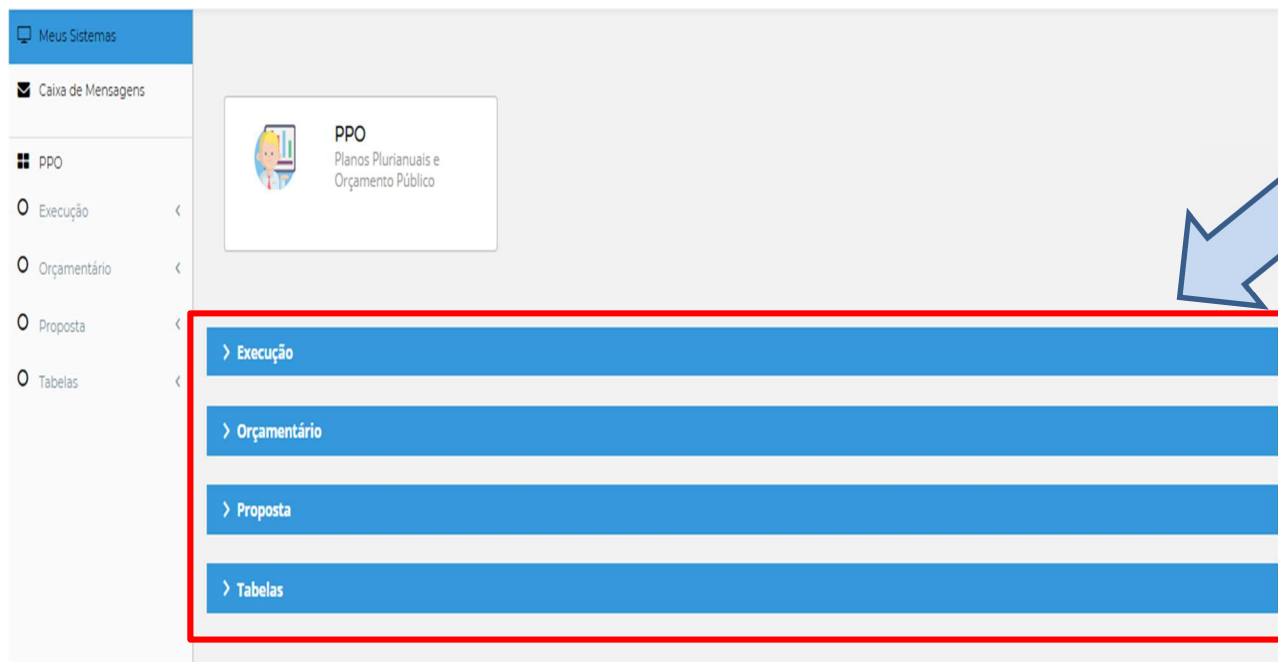 Meus Sistemas
Caixa de Mensagens
PPO
Execução
Orçamentário
Proposta
Tabelas
PPO
Planos Plurianuais e
Orçamento Público
Execução
Orçamentário
Proposta
Tabelas